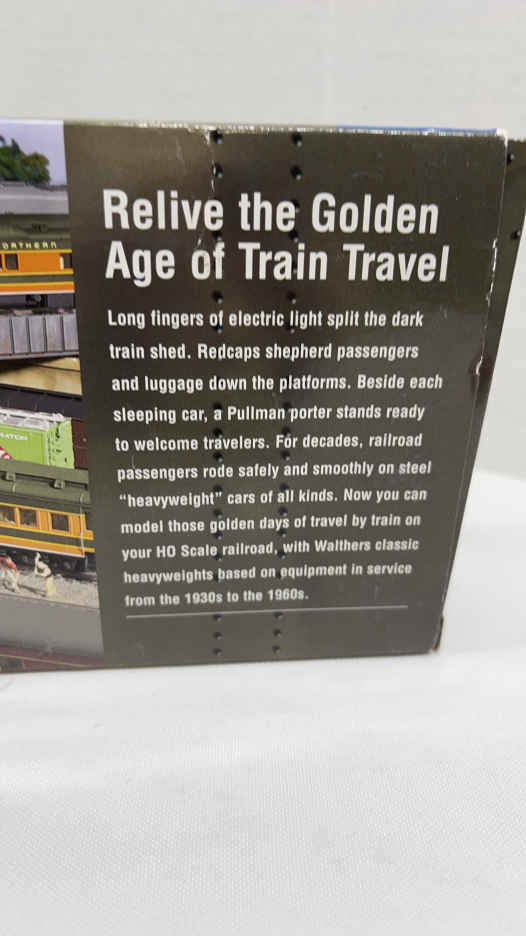 Relive the Golden
Age of Train Travel
Long fingers of electric light split the dark
train shed. Redcaps shepherd passengers
and luggage down the platforms. Beside each
sleeping car, a Pullman porter stands ready
to welcome travelers. For decades, railroad
passengers rode safely and smoothly on steel
“heavyweight” cars of all kinds. Now you can
model those golden days of travel by train on
your HO Scale railroad, with Walthers classic
heavyweights based on equipment in service
from the 1930s to the 1960s.